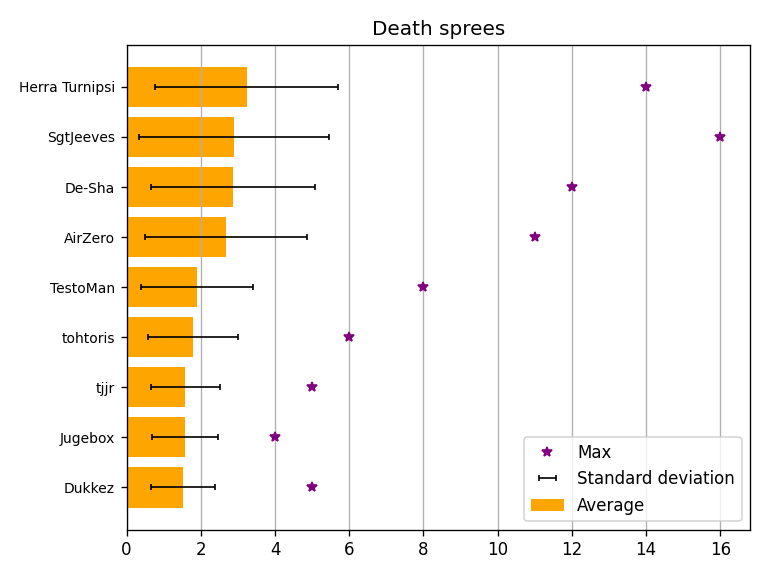 Death sprees
Herra Turnipsi
SgtJeeves
De-Sha
AirZero
TestoMan
tohtoris
tjjr
Jugebox
Dukkez
Max
Standard deviation
Average
0 2 4 6 8 10 12 14 16